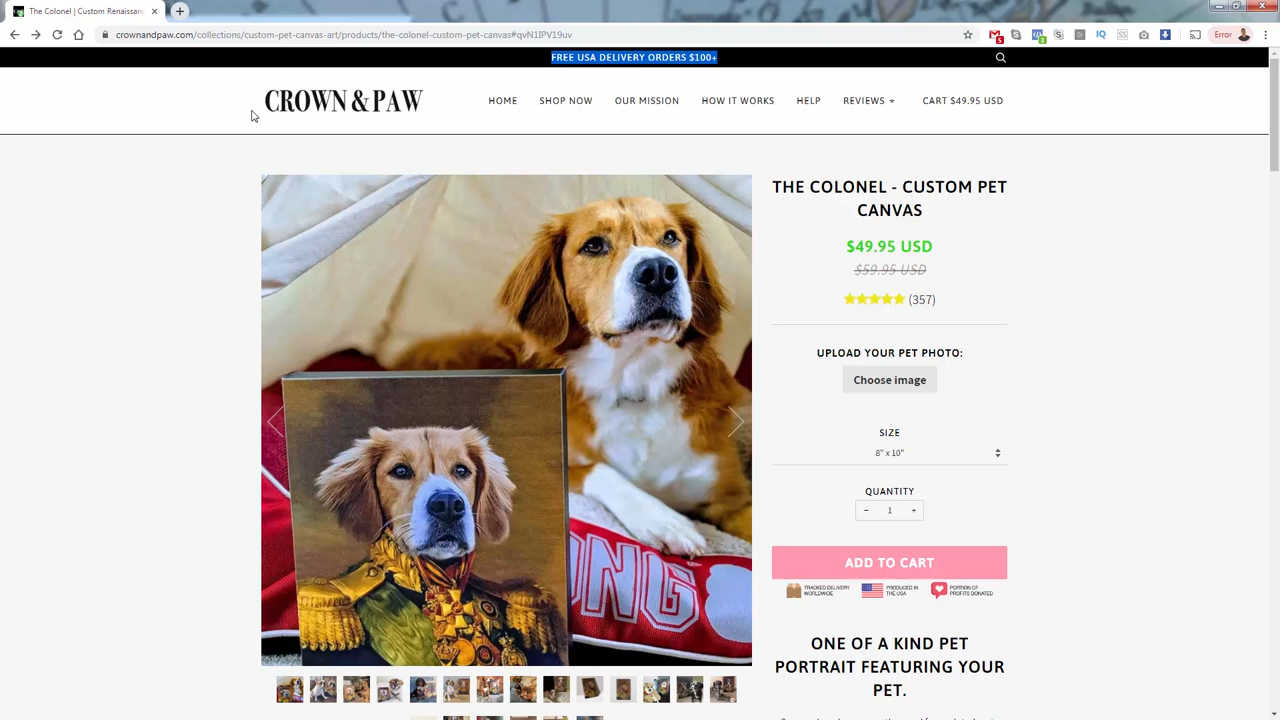 The Colonel | Custom Renaissanc
crownandpaw.com/collections/custom-pet-canvas-art/products/the-colonel-custom-pet-canvas#qvN1IPV19uv
Error
FREE USA DELIVERY ORDERS $100+
CROWN & PAW
HOME
SHOP NOW
OUR MISSION
HOW IT WORKS
HELP
REVIEWS
CART $49.95 USD
THE COLONEL - CUSTOM PET
CANVAS
$49.95 USD
$59.95 USD
(357)
UPLOAD YOUR PET PHOTO:
Choose image
SIZE
8" x 10"
QUANTITY
− 1 +
ADD TO CART
TRACKED DELIVERY
WORLDWIDE
PRODUCED IN
THE USA
PORTION OF
PROFITS DONATED
ONE OF A KIND PET
PORTRAIT FEATURING YOUR
PET.